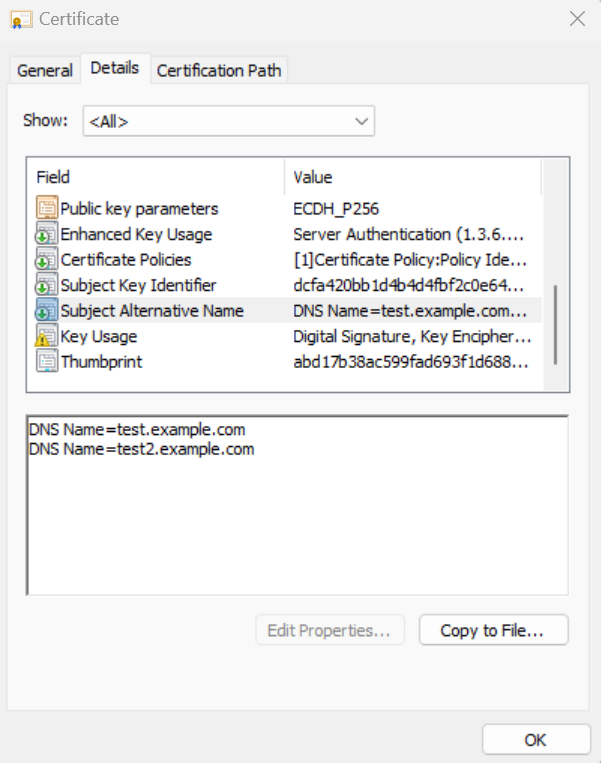 Certificate
General Details Certification Path
Show: <All>
Field Value
Public key parameters ECDH_P256
Enhanced Key Usage Server Authentication (1.3.6....
Certificate Policies [1]Certificate Policy:Policy Ide...
Subject Key Identifier dcfa420bb1d4b4d4fbf2c0e64...
Subject Alternative Name DNS Name=test.example.com...
Key Usage Digital Signature, Key Encipher...
Thumbprint abd17b38ac599fad693f1d688...
DNS Name=test.example.com
DNS Name=test2.example.com
Edit Properties... Copy to File...
OK